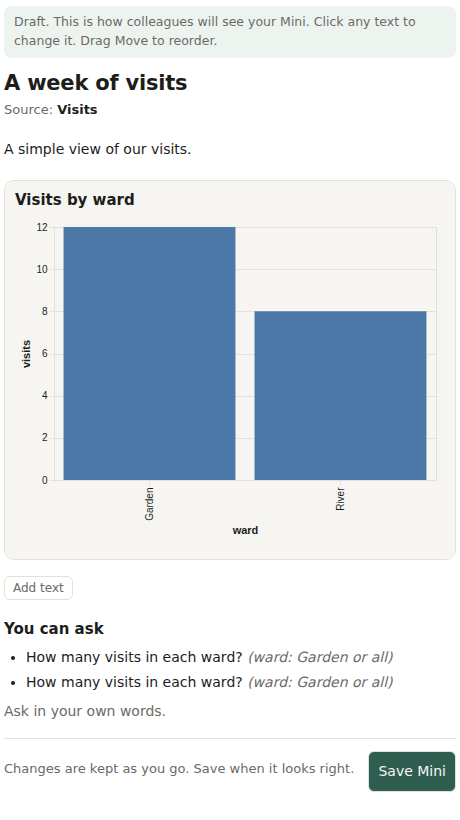 Draft. This is how colleagues will see your Mini. Click any text to
change it. Drag Move to reorder.
A week of visits
Source: Visits
A simple view of our visits.
Visits by ward
12
10
8
6
4
2
0
visits
Garden
River
ward
Add text
You can ask
• How many visits in each ward? (ward: Garden or all)
• How many visits in each ward? (ward: Garden or all)
Ask in your own words.
Changes are kept as you go. Save when it looks right.
Save Mini